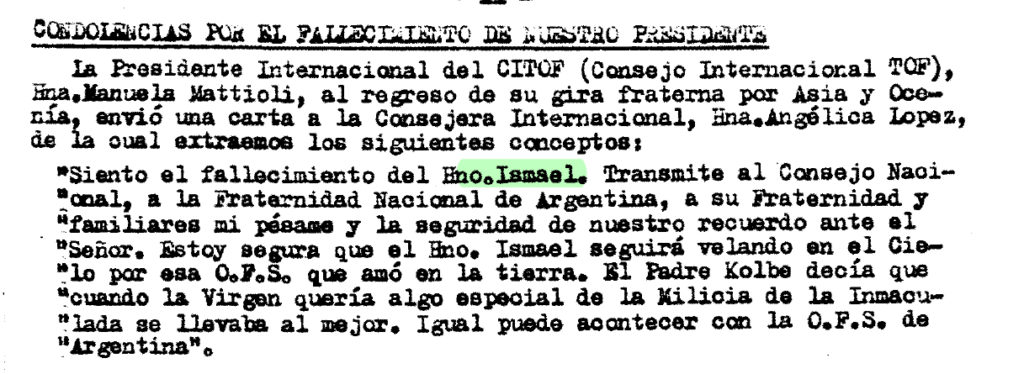 CONDOLENCIAS POR EL FALLECIMIENTO DE NUESTRO PRESIDENTE
La Presidente Internacional del CITOF (Consejo Internacional TOF),
Hna.Manuela Mattioli, al regreso de su gira fraterna por Asia y Oce-
nía, envió una carta a la Consejera Internacional, Hna.Angélica Lopez,
de la cual extraemos los siguientes conceptos:
"Siento el fallecimiento del Hno.Ismael. Transmite al Consejo Naci-
"onal, a la Fraternidad Nacional de Argentina, a su Fraternidad y
"familiares mi pésame y la seguridad de nuestro recuerdo ante el
"Señor. Estoy segura que el Hno. Ismael seguirá velando en el Cie-
"lo por esa O.F.S. que amó en la tierra. El Padre Kolbe decía que
"cuando la Virgen quería algo especial de la Milicia de la Inmacu-
"lada se llevaba al mejor. Igual puede acontecer con la O.F.S. de
"Argentina".